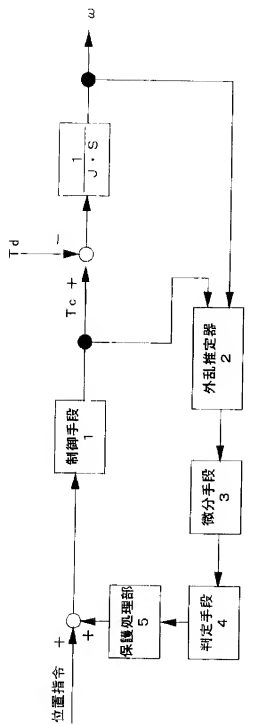 位置指令
+
+
制御手段
1
Tc
+
Td
−
1
J・S
ω
外乱推定器
2
微分手段
3
判定手段
4
保護処理部
5